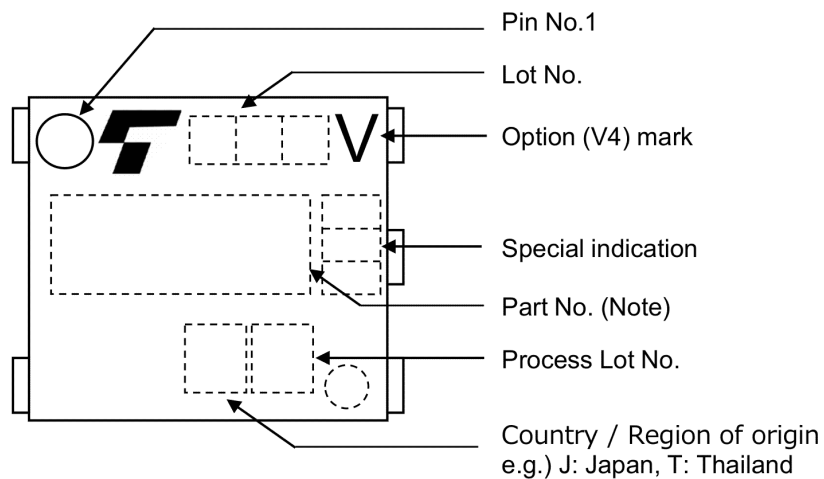 Pin No.1
Lot No.
V
Option (V4) mark
Special indication
Part No. (Note)
Process Lot No.
Country / Region of origin
e.g.) J: Japan, T: Thailand